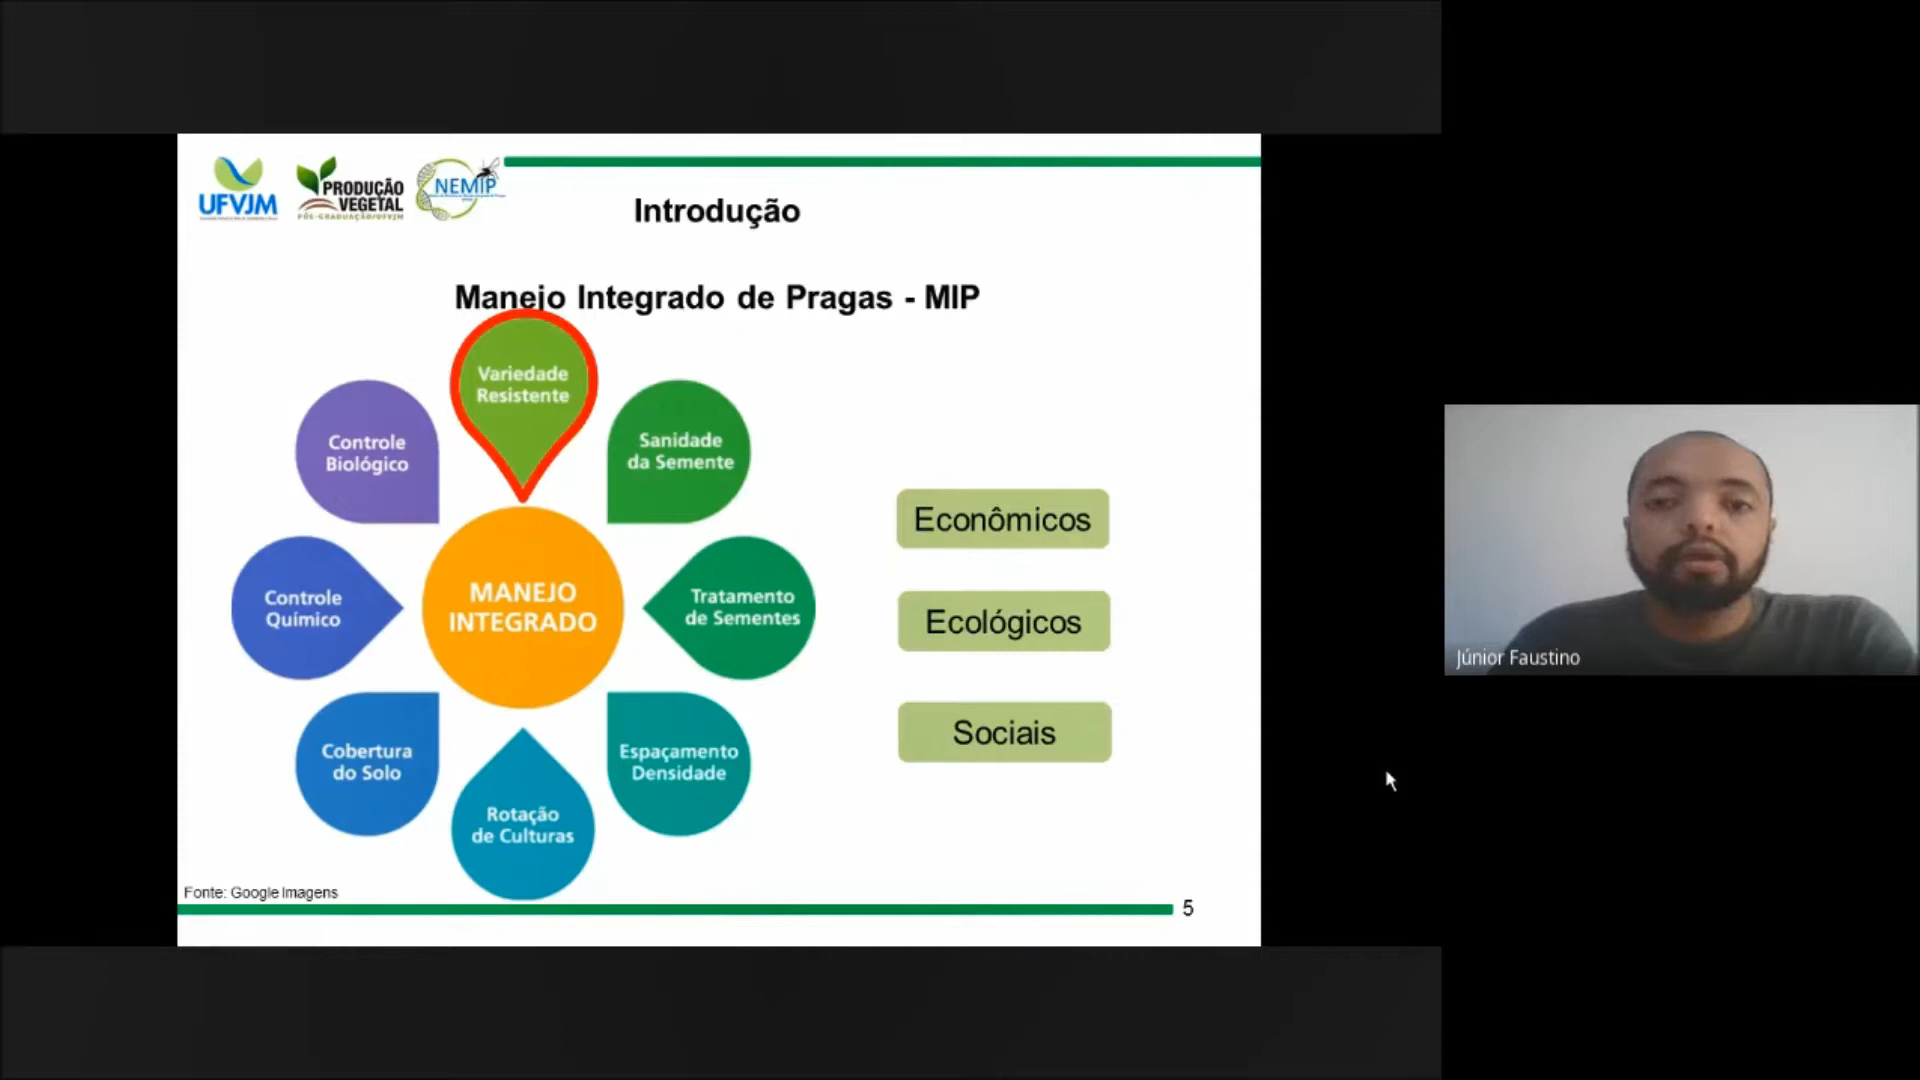 UFVJM
PRODUÇÃO
VEGETAL
PÓS-GRADUAÇÃO/UFVJM
NEMIP
Introdução
Manejo Integrado de Pragas - MIP
Variedade
Resistente
Controle
Biológico
Sanidade
da Semente
Controle
Químico
MANEJO
INTEGRADO
Tratamento
de Sementes
Cobertura
do Solo
Espaçamento
Densidade
Rotação
de Culturas
Econômicos
Ecológicos
Sociais
Fonte: Google Imagens
5
Júnior Faustino